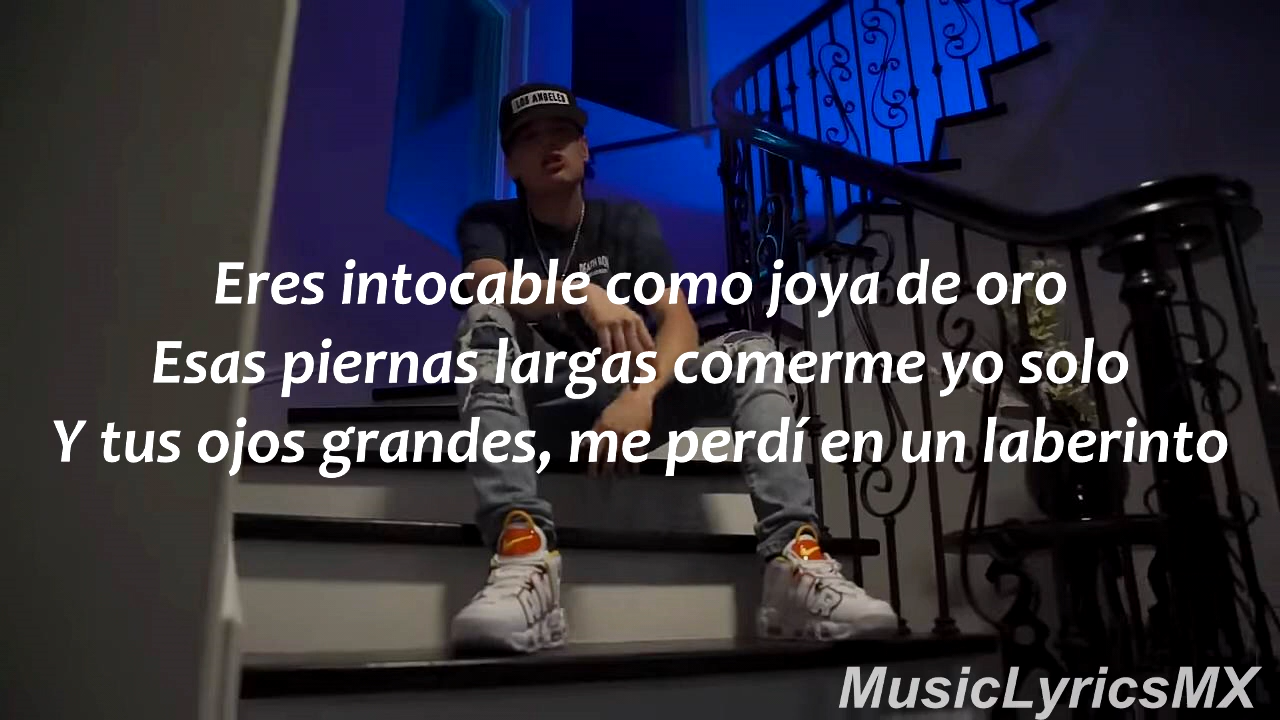 LOS ANGELES
Eres intocable como joya de oro
Esas piernas largas comerme yo solo
Y tus ojos grandes, me perdí en un laberinto
MusicLyricsMX